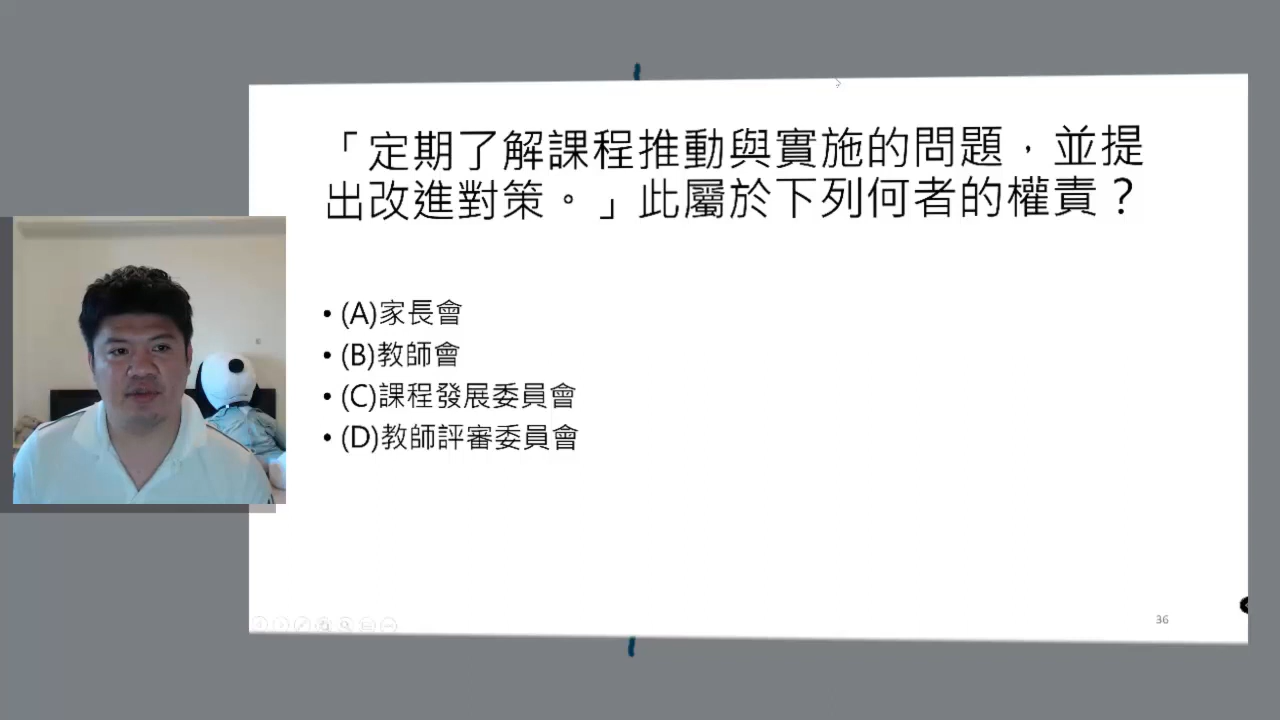 「定期了解課程推動與實施的問題，並提
出改進對策。」此屬於下列何者的權責？
• (A)家長會
• (B)教師會
• (C)課程發展委員會
• (D)教師評審委員會
36